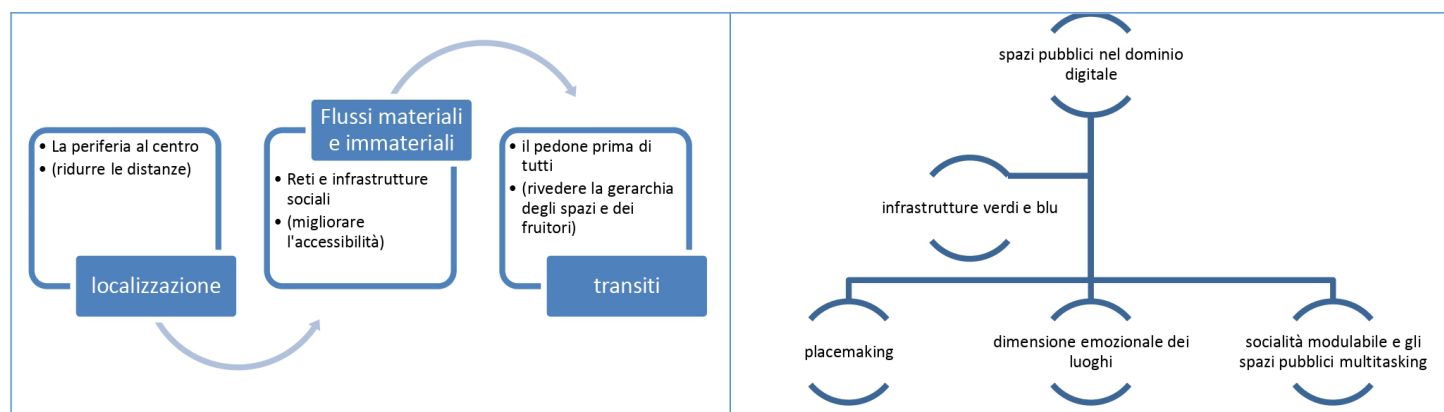 • La periferia al centro
• (ridurre le distanze)
localizzazione
Flussi materiali
e immateriali
• Reti e infrastrutture
sociali
• (migliorare
l'accessibilità)
• il pedone prima di
tutti
• (rivedere la gerarchia
degli spazi e dei
fruitori)
transiti
spazi pubblici nel dominio
digitale
infrastrutture verdi e blu
placemaking
dimensione emozionale dei
luoghi
socialità modulabile e gli
spazi pubblici multitasking